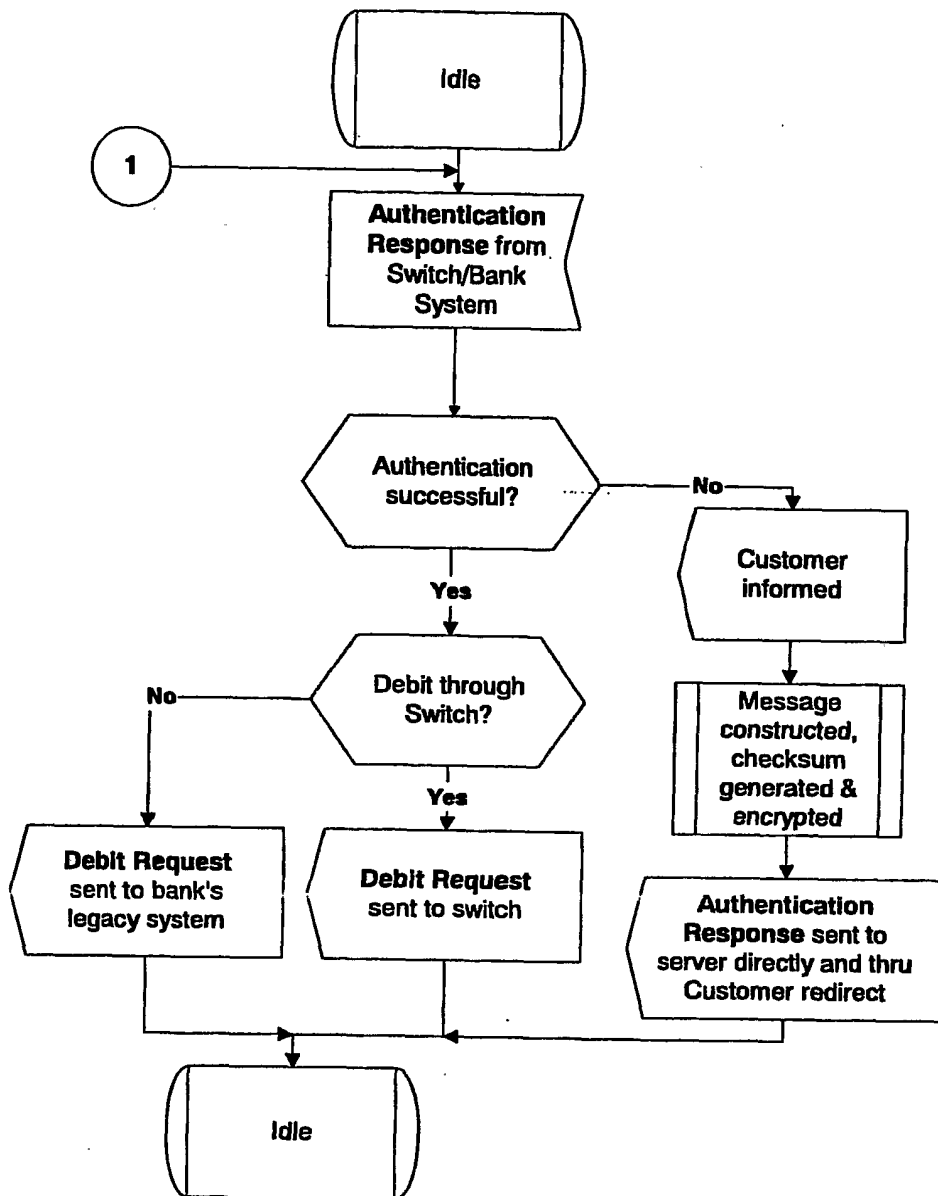 Idle
1
Authentication
Response from
Switch/Bank
System
Authentication
successful?
No
Customer
informed
Yes
Debit through
Switch?
No
Message
constructed,
checksum
generated &
encrypted
Yes
Debit Request
sent to bank's
legacy system
Debit Request
sent to switch
Authentication
Response sent to
server directly and thru
Customer redirect
Idle